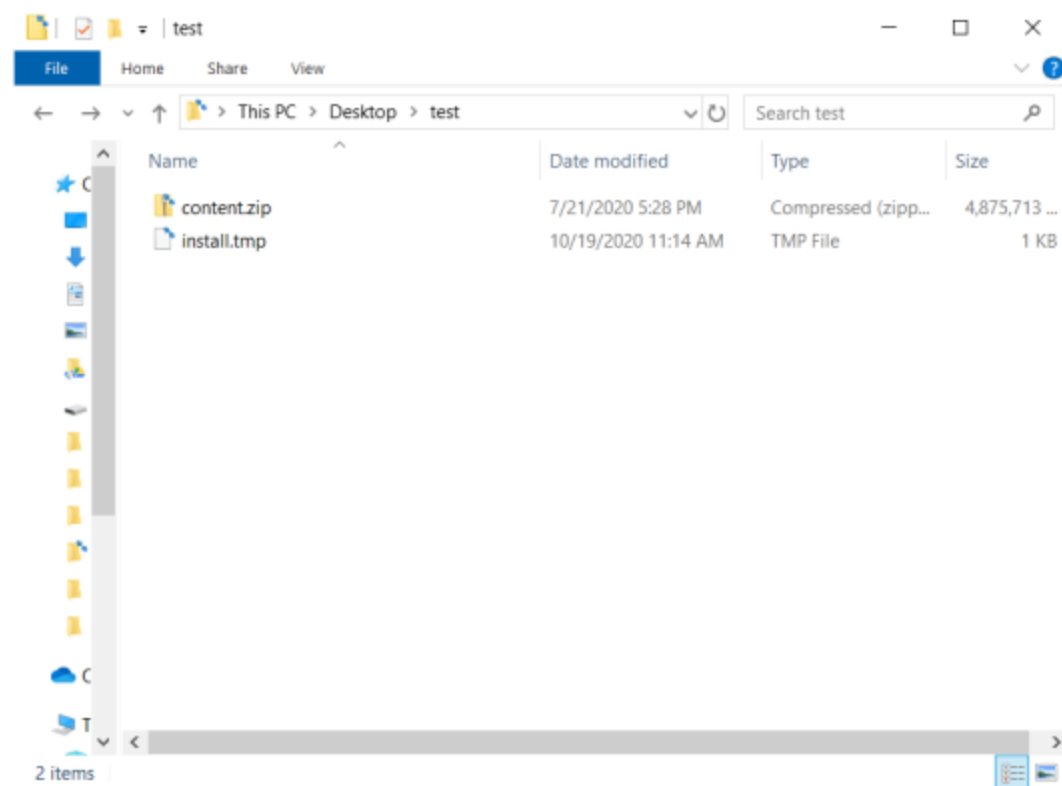 test
File Home Share View
This PC > Desktop > test Search test
Name Date modified Type Size
content.zip 7/21/2020 5:28 PM Compressed (zipp... 4,875,713 ...
install.tmp 10/19/2020 11:14 AM TMP File 1 KB
2 items